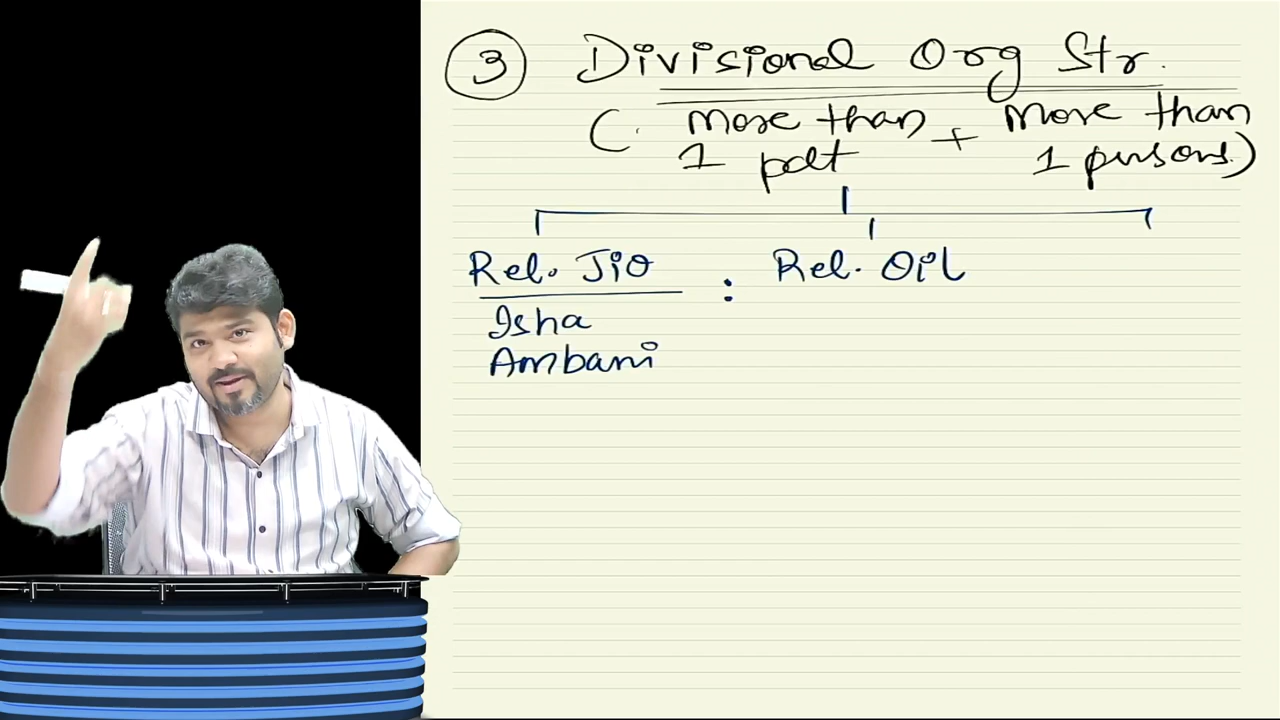 3 Divisional Org Str.
(. More than 1 pdt + More than 1 persons.)
Rel. Jio : Rel. Oil
Isha
Ambani